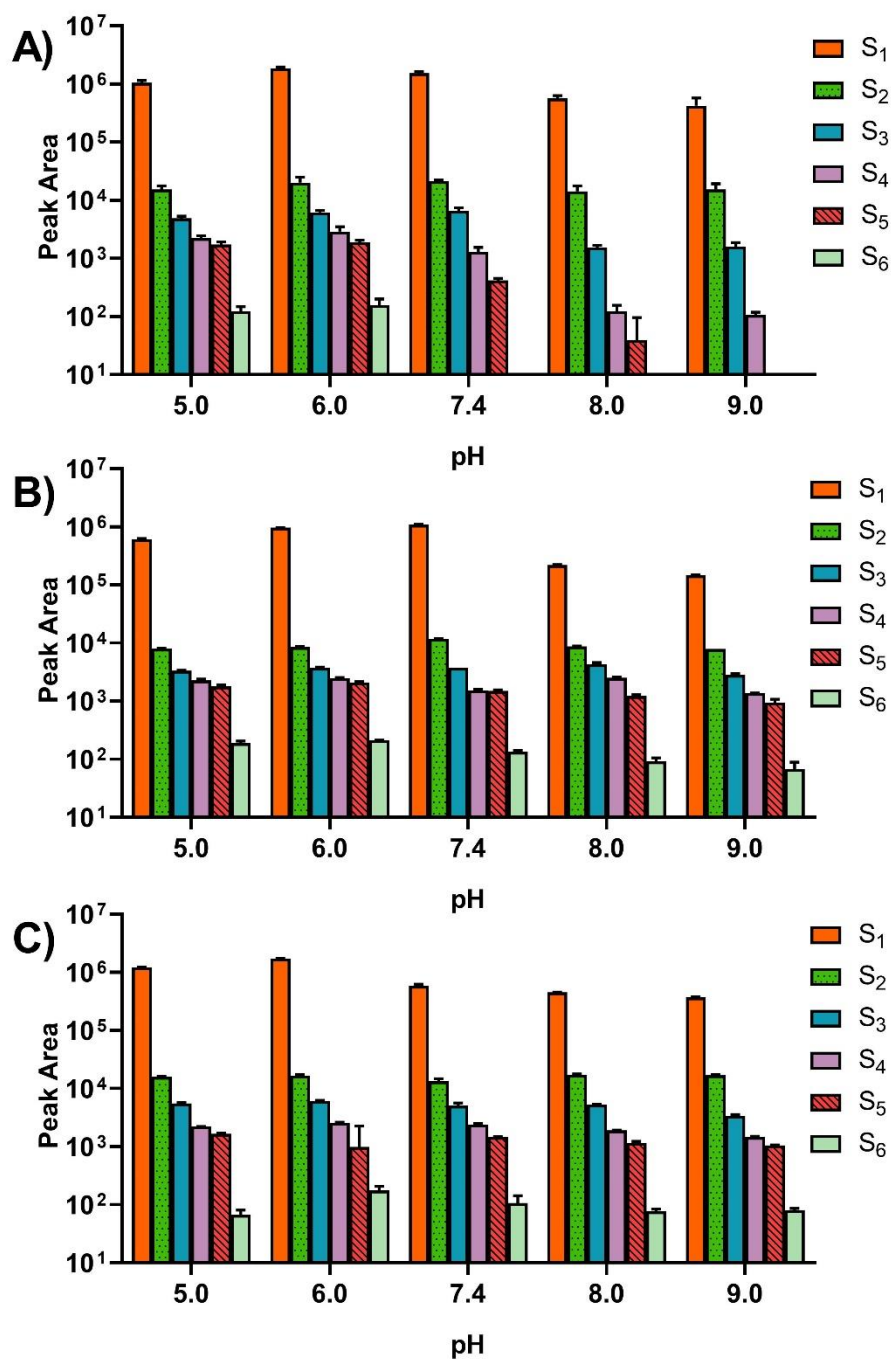 A)
Peak Area
10⁷
10⁶
10⁵
10⁴
10³
10²
10¹
5.0 6.0 7.4 8.0 9.0
pH
S₁
S₂
S₃
S₄
S₅
S₆
B)
Peak Area
10⁷
10⁶
10⁵
10⁴
10³
10²
10¹
5.0 6.0 7.4 8.0 9.0
pH
S₁
S₂
S₃
S₄
S₅
S₆
C)
Peak Area
10⁷
10⁶
10⁵
10⁴
10³
10²
10¹
5.0 6.0 7.4 8.0 9.0
pH
S₁
S₂
S₃
S₄
S₅
S₆